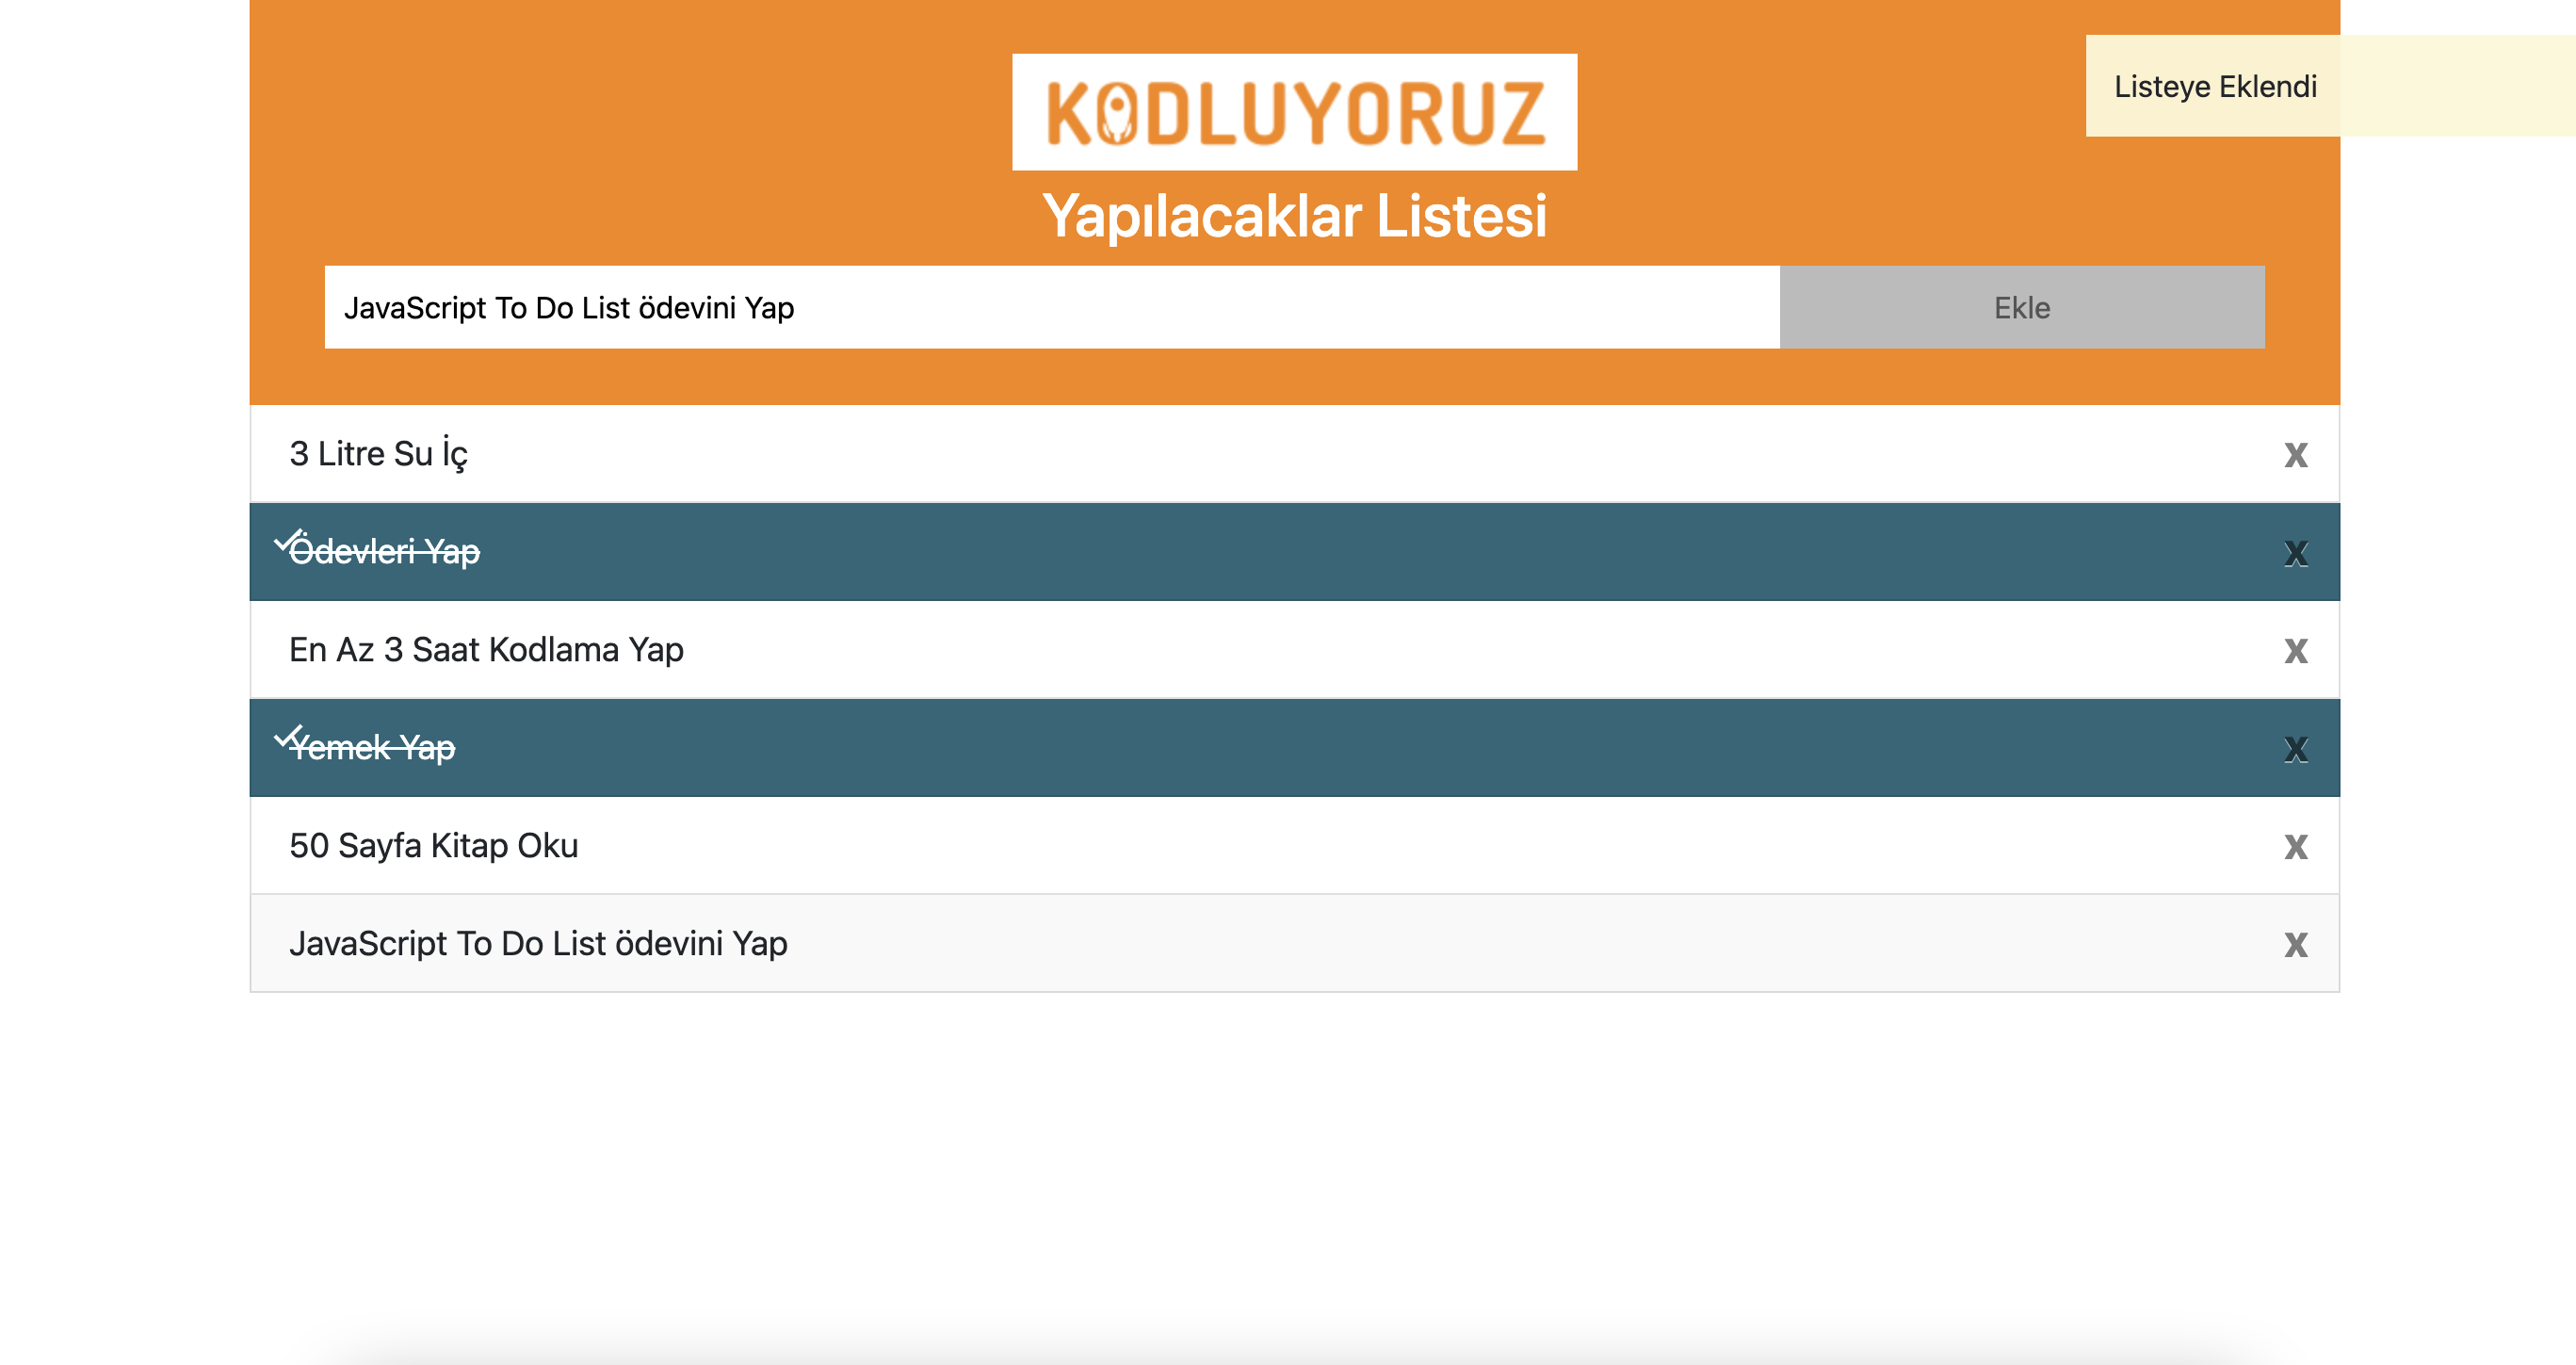 KODLUYORUZ
Listeye Eklendi
Yapılacaklar Listesi
JavaScript To Do List ödevini Yap
Ekle
3 Litre Su İç
X
Ödevleri Yap
X
En Az 3 Saat Kodlama Yap
X
Yemek Yap
X
50 Sayfa Kitap Oku
X
JavaScript To Do List ödevini Yap
X